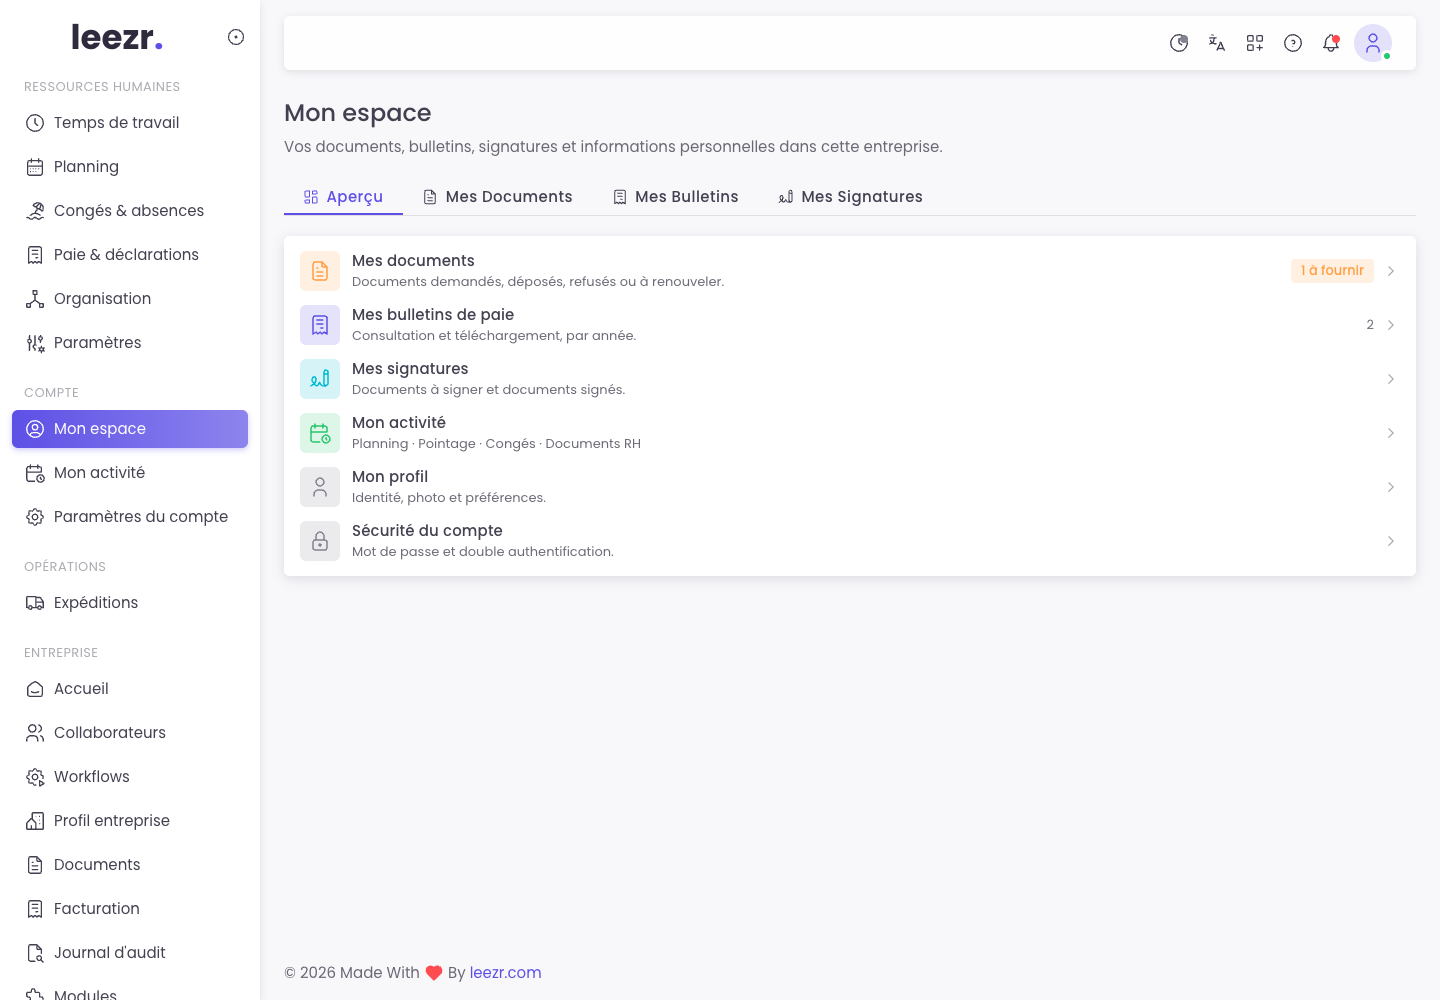 leezr.
RESSOURCES HUMAINES
Temps de travail
Planning
Congés & absences
Paie & déclarations
Organisation
Paramètres
COMPTE
Mon espace
Mon activité
Paramètres du compte
OPÉRATIONS
Expéditions
ENTREPRISE
Accueil
Collaborateurs
Workflows
Profil entreprise
Documents
Facturation
Journal d'audit
Modules
Mon espace
Vos documents, bulletins, signatures et informations personnelles dans cette entreprise.
Aperçu Mes Documents Mes Bulletins Mes Signatures
Mes documents
Documents demandés, déposés, refusés ou à renouveler.
1 à fournir
Mes bulletins de paie
Consultation et téléchargement, par année.
2
Mes signatures
Documents à signer et documents signés.
Mon activité
Planning · Pointage · Congés · Documents RH
Mon profil
Identité, photo et préférences.
Sécurité du compte
Mot de passe et double authentification.
© 2026 Made With By leezr.com